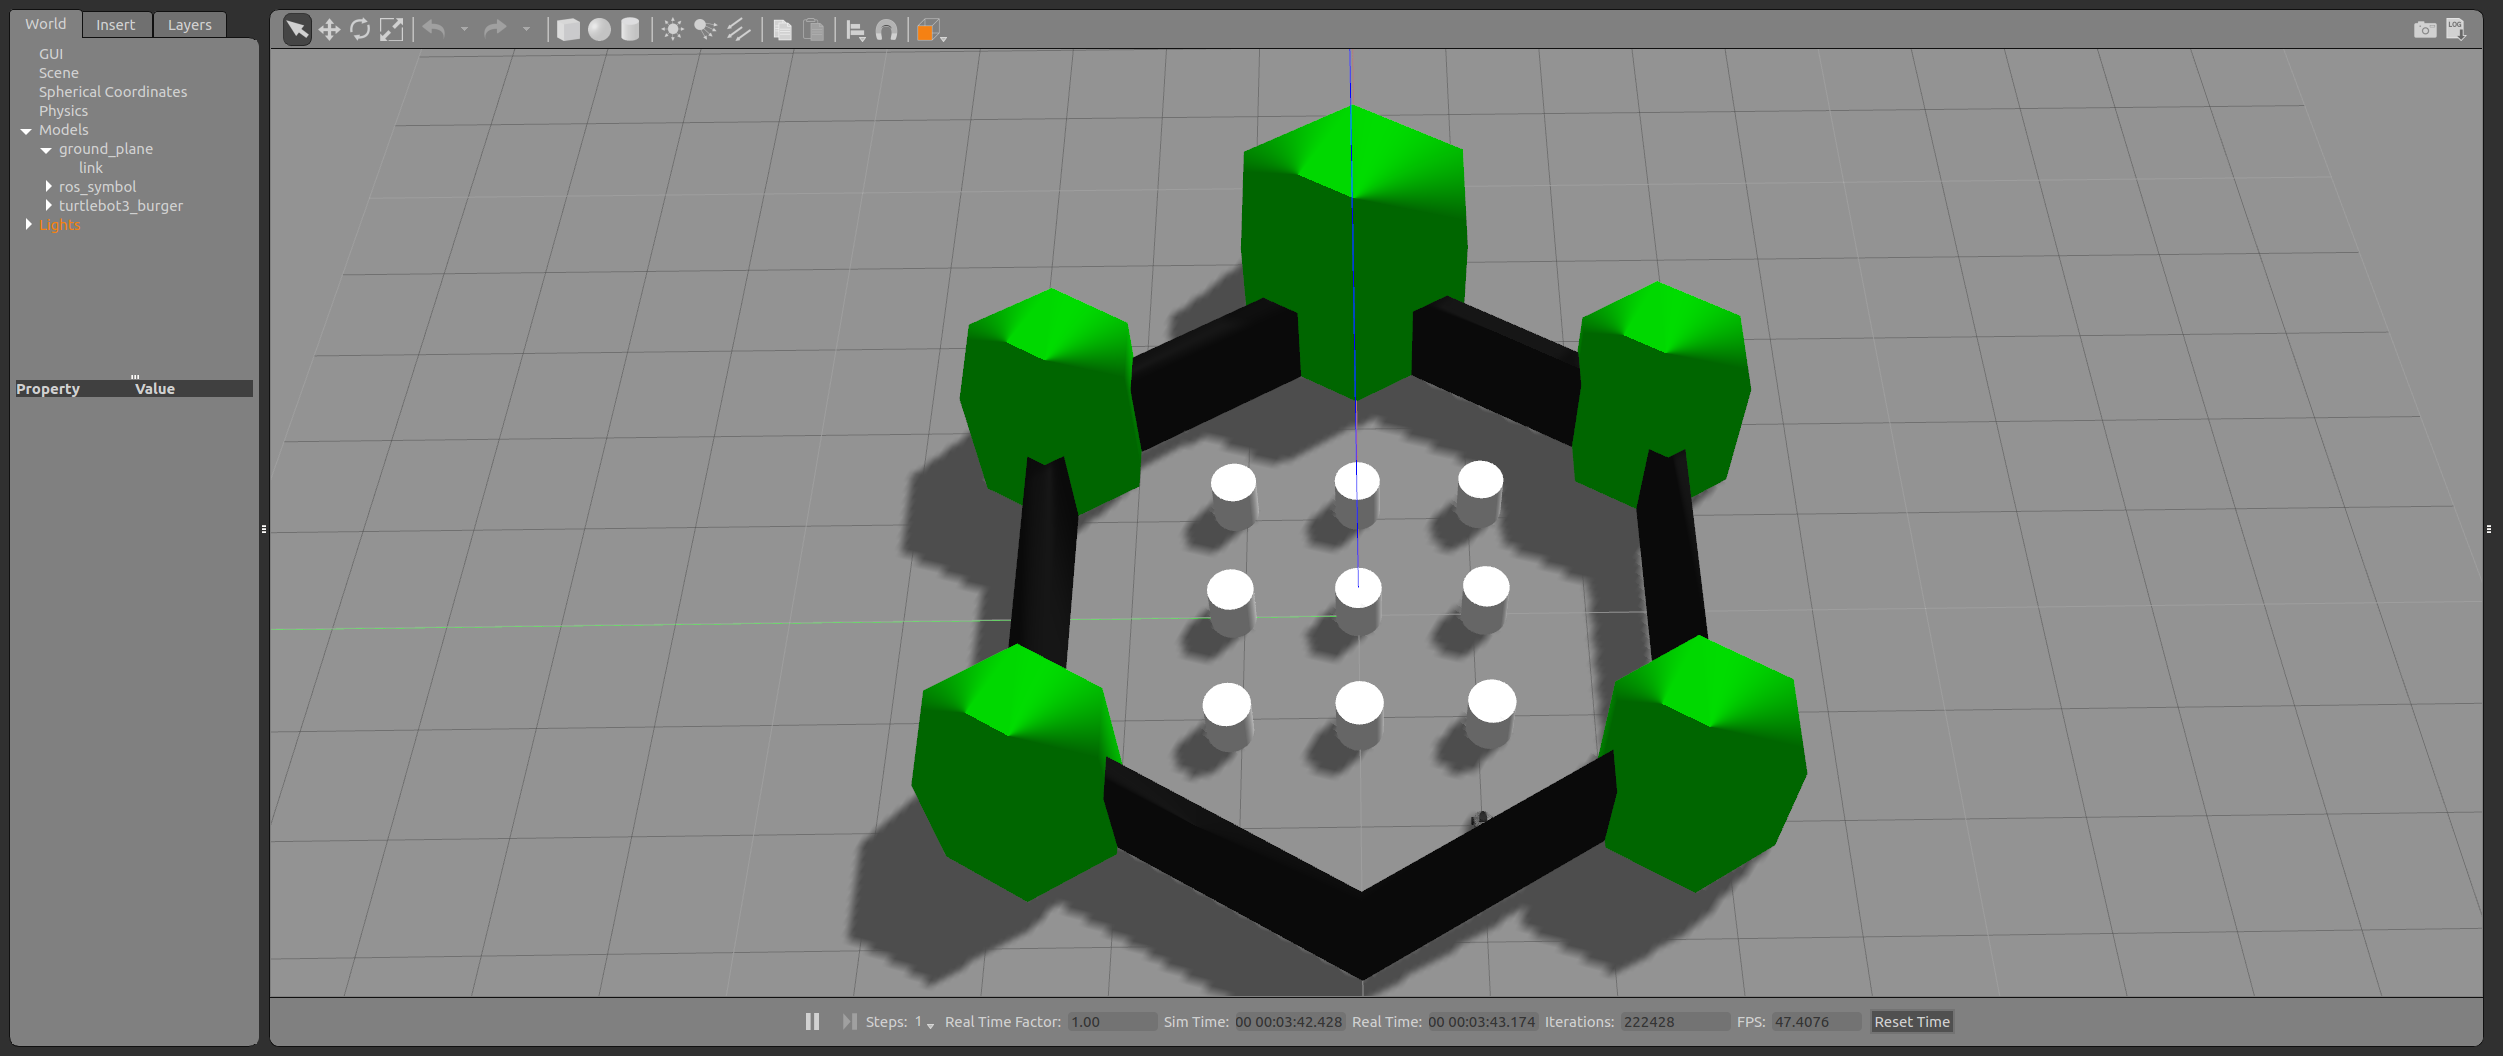 World Insert Layers
GUI
Scene
Spherical Coordinates
Physics
Models
ground_plane
link
ros_symbol
turtlebot3_burger
Lights
Property Value
LOG
Steps: 1 Real Time Factor: 1.00 Sim Time: 00 00:03:42.428 Real Time: 00 00:03:43.174 Iterations: 222428 FPS: 47.4076 Reset Time